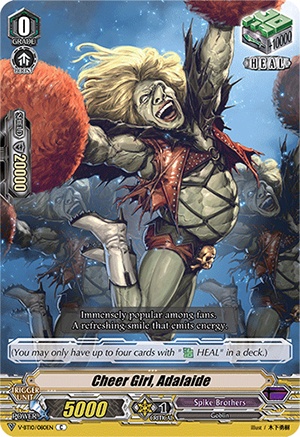 0
GRADE
BOOST
+10000
HEAL
20000
Immensely popular among fans.
A refreshing smile that emits energy.
(You may only have up to four cards with " HEAL" in a deck.)
Cheer Girl, Adalaide
TRIGGER
UNIT
POWER
5000
1
CRITICAL
Spike Brothers
Goblin
V-BT10/080EN C
Illust / 木下勇樹